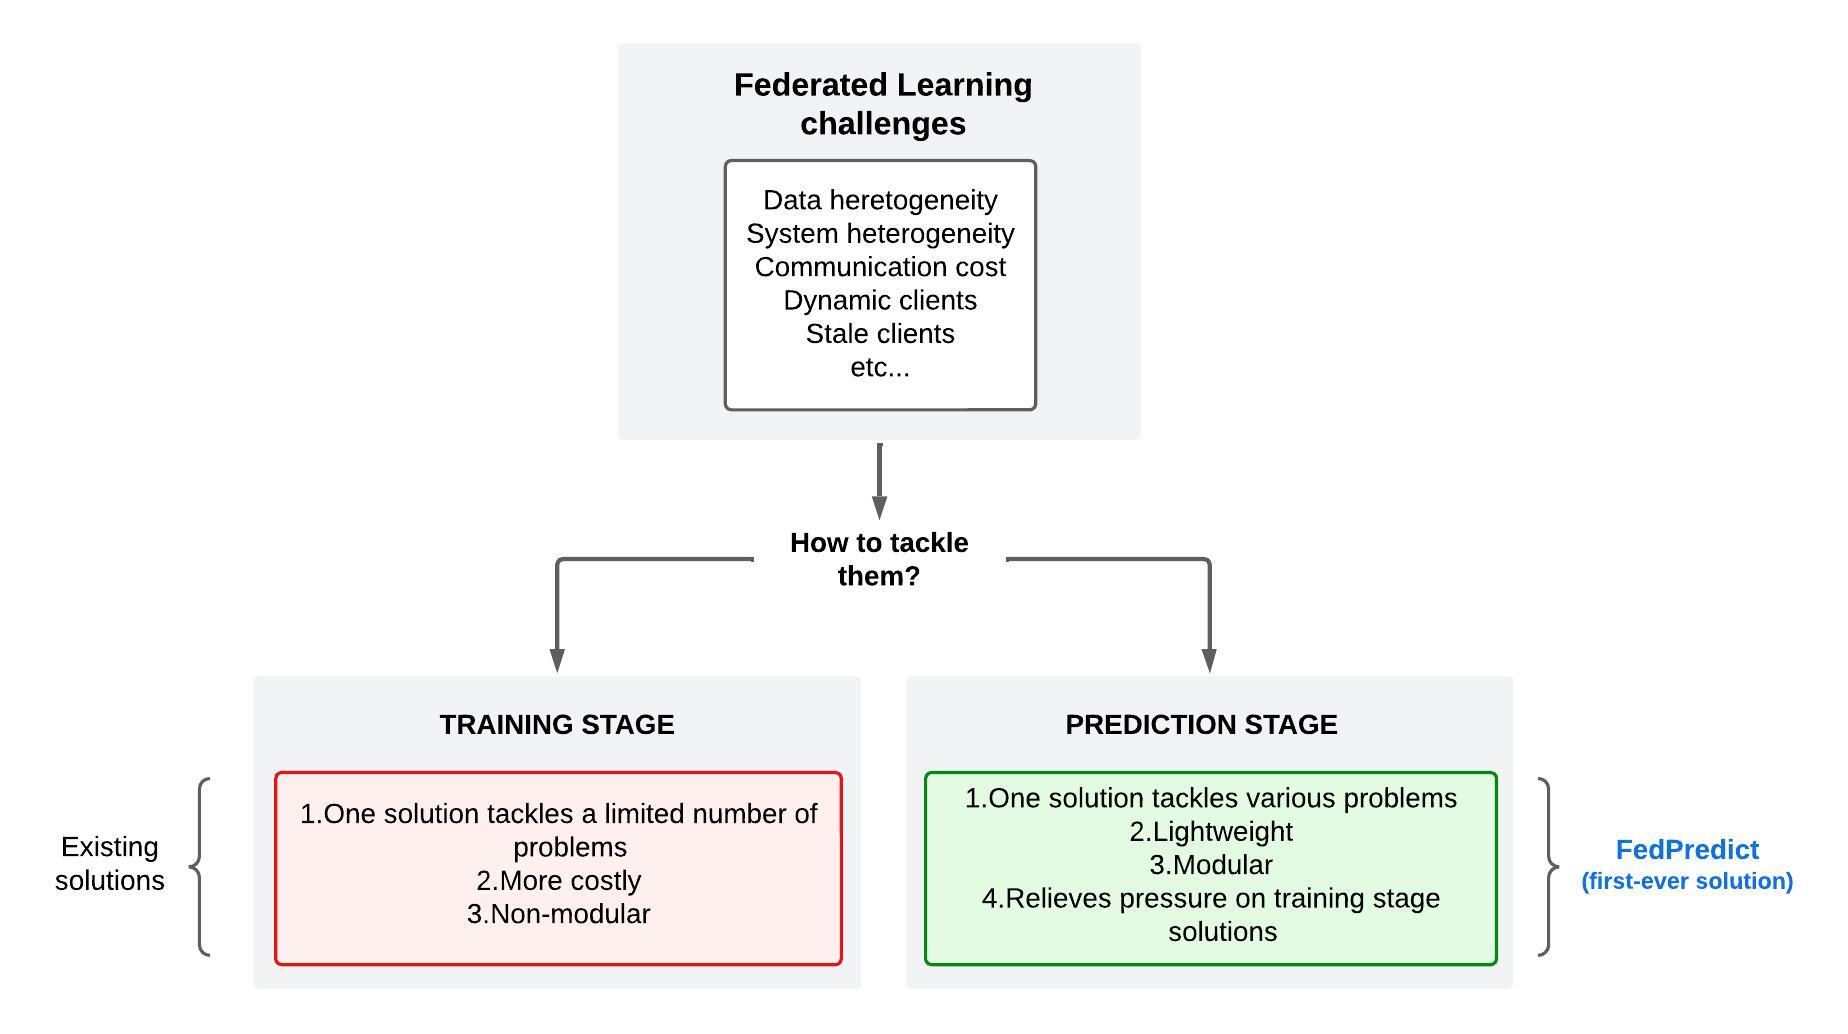 Federated Learning
challenges
Data heretogeneity
System heterogeneity
Communication cost
Dynamic clients
Stale clients
etc...
How to tackle
them?
TRAINING STAGE
1.One solution tackles a limited number of
problems
2.More costly
3.Non-modular
Existing
solutions
PREDICTION STAGE
1.One solution tackles various problems
2.Lightweight
3.Modular
4.Relieves pressure on training stage
solutions
FedPredict
(first-ever solution)